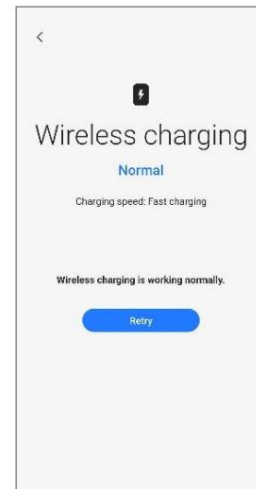 Wireless charging
Normal
Charging speed: Fast charging
Wireless charging is working normally.
Retry